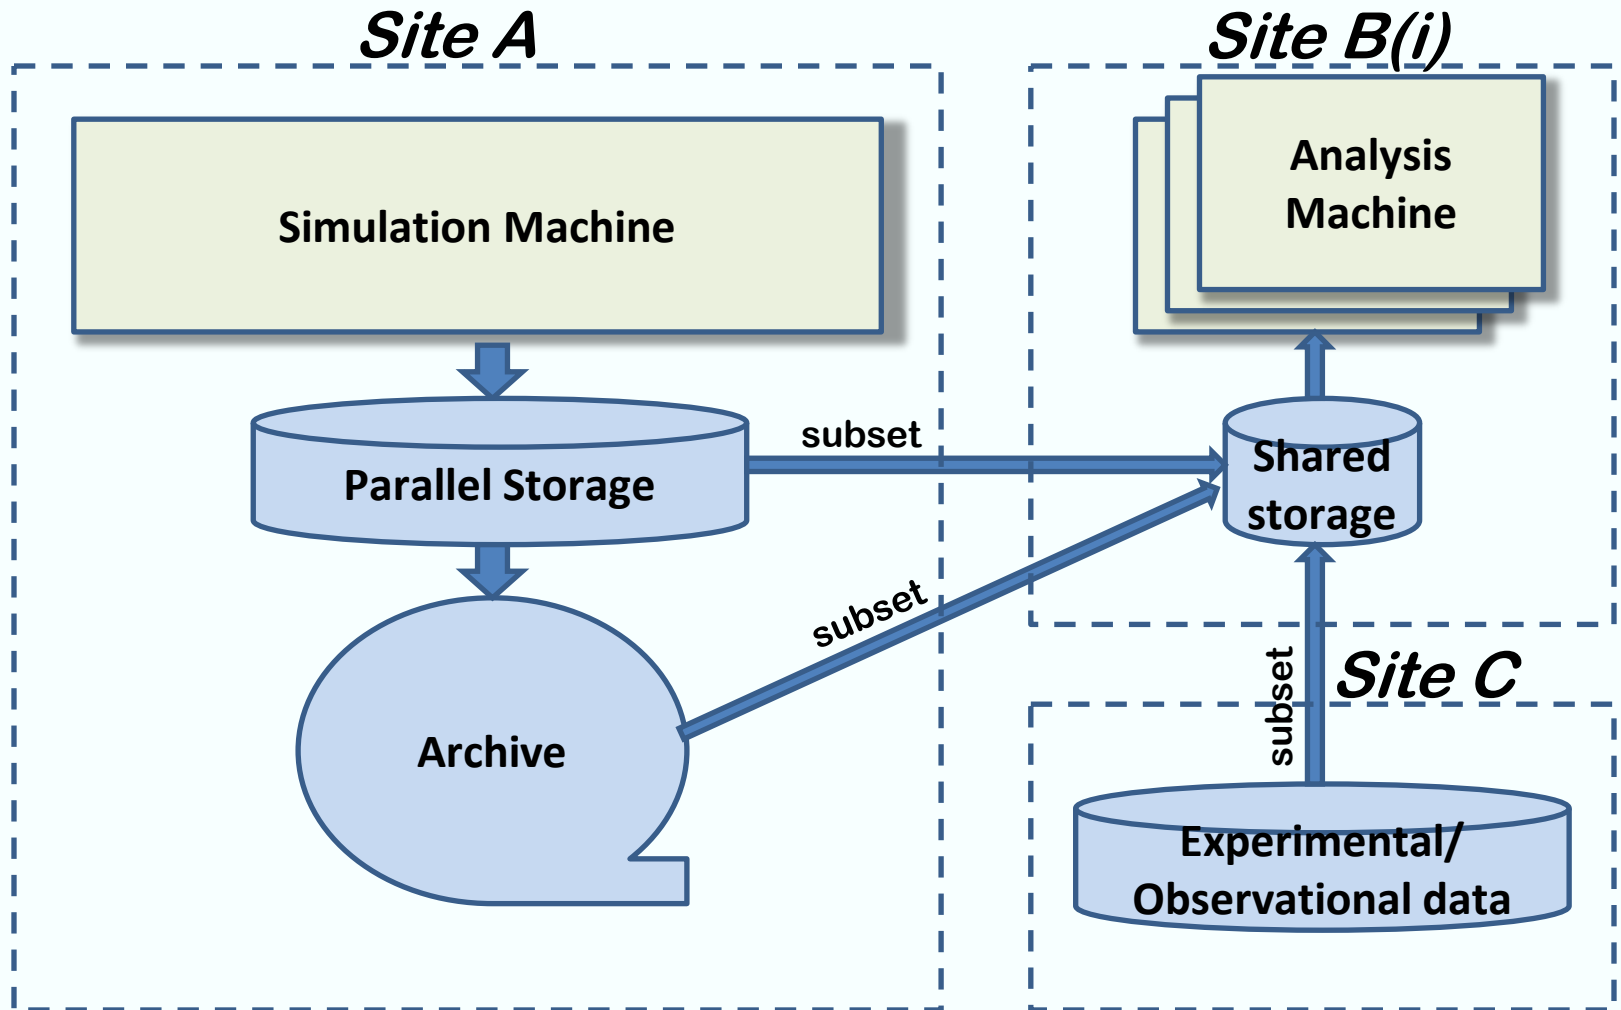 Site A
Site B(i)
Simulation Machine
Analysis
Machine
subset
Parallel Storage
Shared
storage
subset
Archive
Site C
subset
Experimental/
Observational data